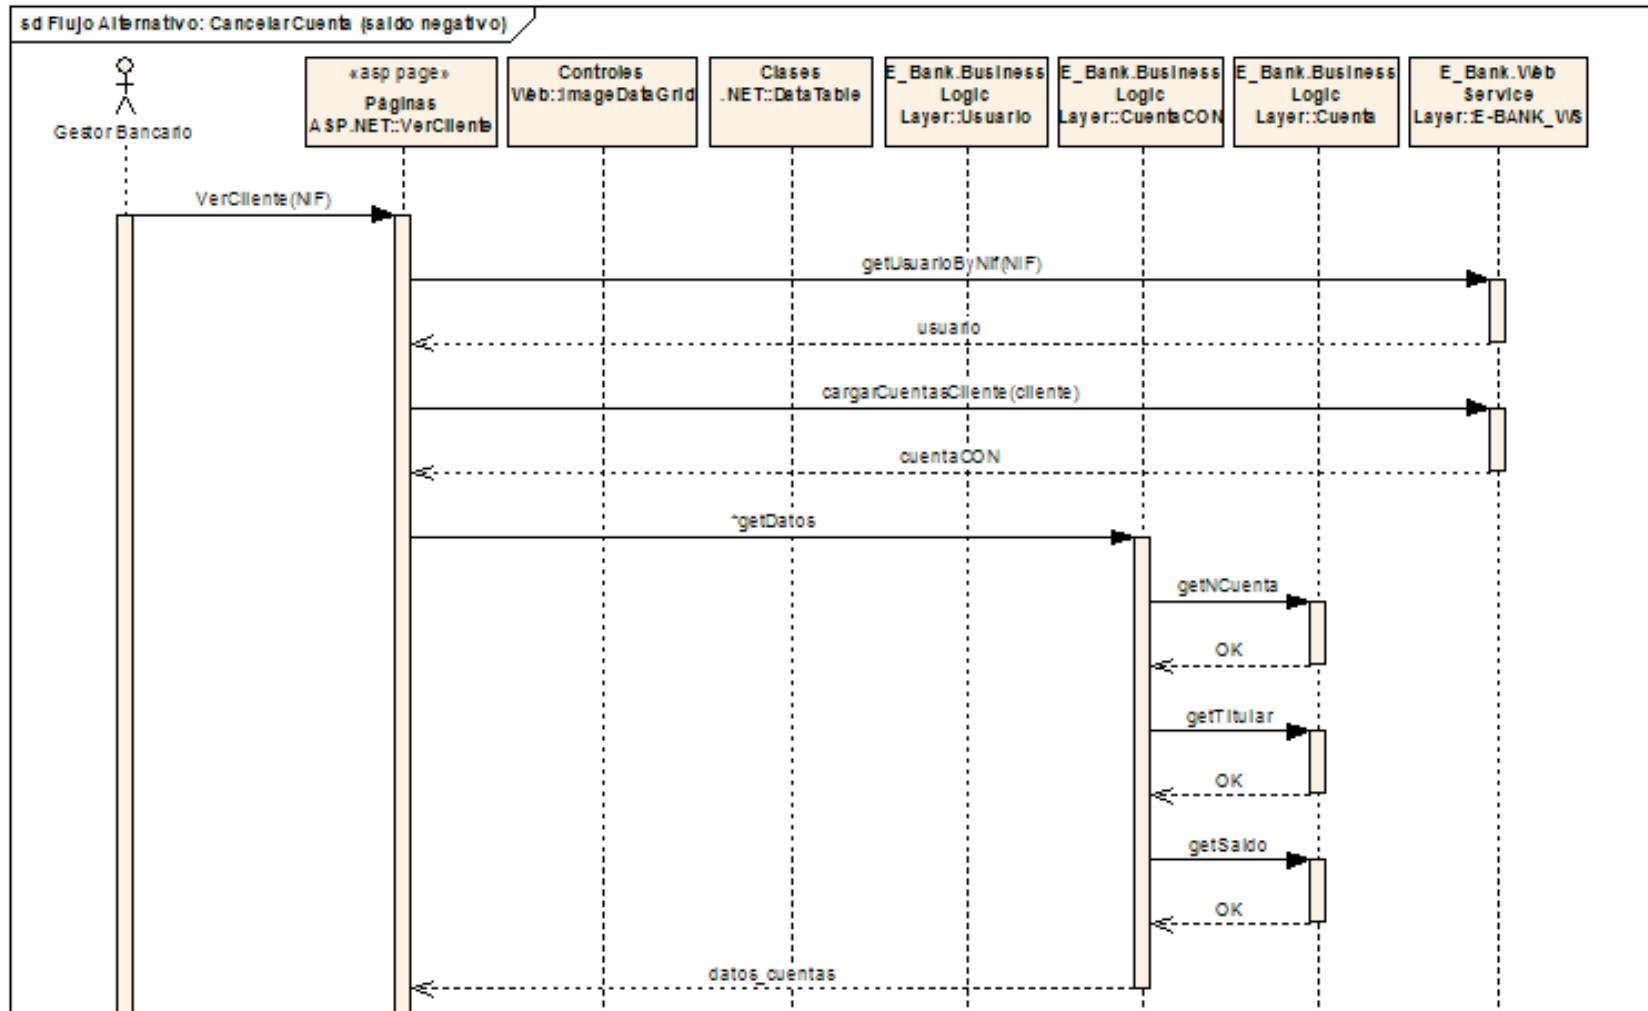 sd Flujo Alternativo: CancelarCuenta (saldo negativo)
Gestor Bancario
«asp page»
Páginas
ASP.NET::VerCliente
Controles
Web::ImageDataGrid
Clases
.NET::DataTable
E_Bank.Business
Logic
Layer::Usuario
E_Bank.Business
Logic
Layer::CuentaCON
E_Bank.Business
Logic
Layer::Cuenta
E_Bank.Web
Service
Layer::E-BANK_WS
VerCliente(NIF)
getUsuarioByNif(NIF)
usuario
cargarCuentasCliente(cliente)
cuentaCON
*getDatos
getNCuenta
OK
getTitular
OK
getSaldo
OK
datos_cuentas